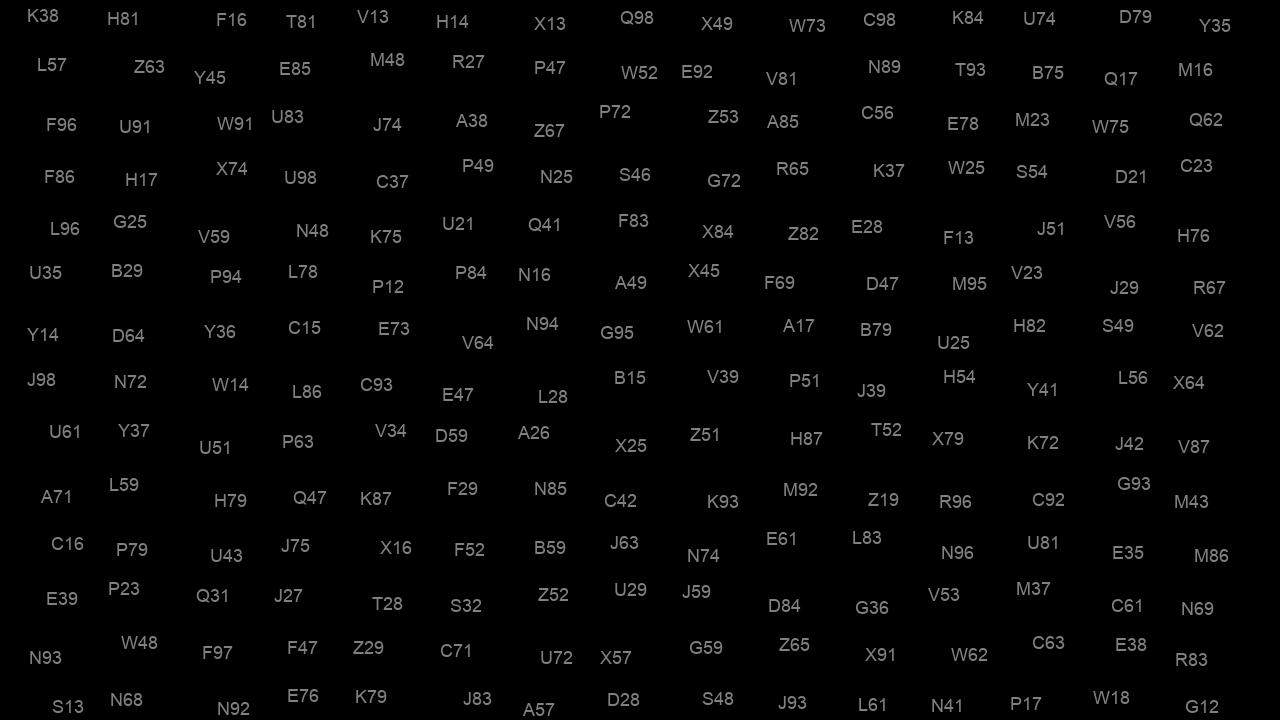 K38 H81 F16 T81 V13 H14 X13 Q98 X49 W73 C98 K84 U74 D79 Y35
L57 Z63 Y45 E85 M48 R27 P47 W52 E92 V81 N89 T93 B75 Q17 M16
F96 U91 W91 U83 J74 A38 Z67 P72 Z53 A85 C56 E78 M23 W75 Q62
F86 H17 X74 U98 C37 P49 N25 S46 G72 R65 K37 W25 S54 D21 C23
L96 G25 V59 N48 K75 U21 Q41 F83 X84 Z82 E28 F13 J51 V56 H76
U35 B29 P94 L78 P12 P84 N16 A49 X45 F69 D47 M95 V23 J29 R67
Y14 D64 Y36 C15 E73 V64 N94 G95 W61 A17 B79 U25 H82 S49 V62
J98 N72 W14 L86 C93 E47 L28 B15 V39 P51 J39 H54 Y41 L56 X64
U61 Y37 U51 P63 V34 D59 A26 X25 Z51 H87 T52 X79 K72 J42 V87
A71 L59 H79 Q47 K87 F29 N85 C42 K93 M92 Z19 R96 C92 G93 M43
C16 P79 U43 J75 X16 F52 B59 J63 N74 E61 L83 N96 U81 E35 M86
E39 P23 Q31 J27 T28 S32 Z52 U29 J59 D84 G36 V53 M37 C61 N69
N93 W48 F97 F47 Z29 C71 U72 X57 G59 Z65 X91 W62 C63 E38 R83
S13 N68 N92 E76 K79 J83 A57 D28 S48 J93 L61 N41 P17 W18 G12